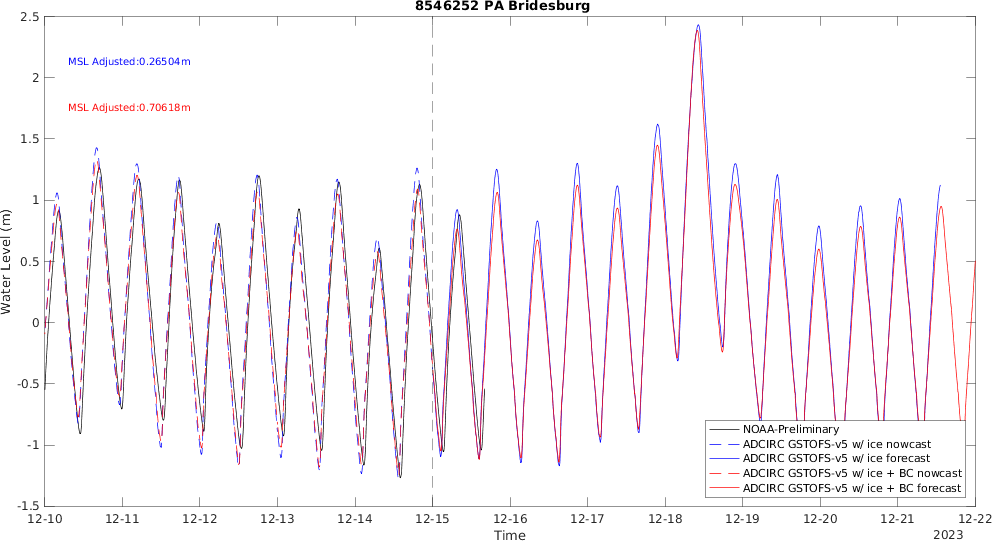 8546252 PA Bridesburg
MSL Adjusted:0.26504m
MSL Adjusted:0.70618m
Water Level (m)
2.5
2
1.5
1
0.5
0
-0.5
-1
-1.5
NOAA-Preliminary
ADCIRC GSTOFS-v5 w/ ice nowcast
ADCIRC GSTOFS-v5 w/ ice forecast
ADCIRC GSTOFS-v5 w/ ice + BC nowcast
ADCIRC GSTOFS-v5 w/ ice + BC forecast
12-10 12-11 12-12 12-13 12-14 12-15 12-16 12-17 12-18 12-19 12-20 12-21 12-22
Time
2023